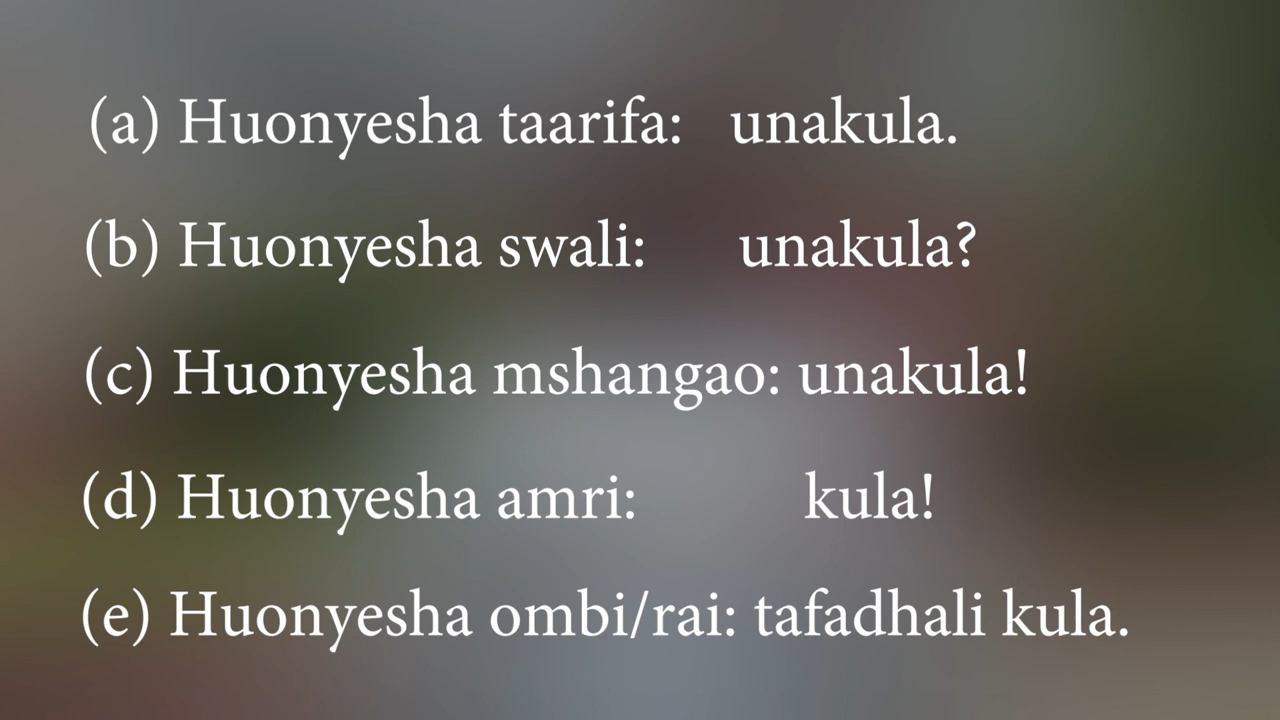 (a) Huonyesha taarifa: unakula.
(b) Huonyesha swali: unakula?
(c) Huonyesha mshangao: unakula!
(d) Huonyesha amri: kula!
(e) Huonyesha ombi/rai: tafadhali kula.